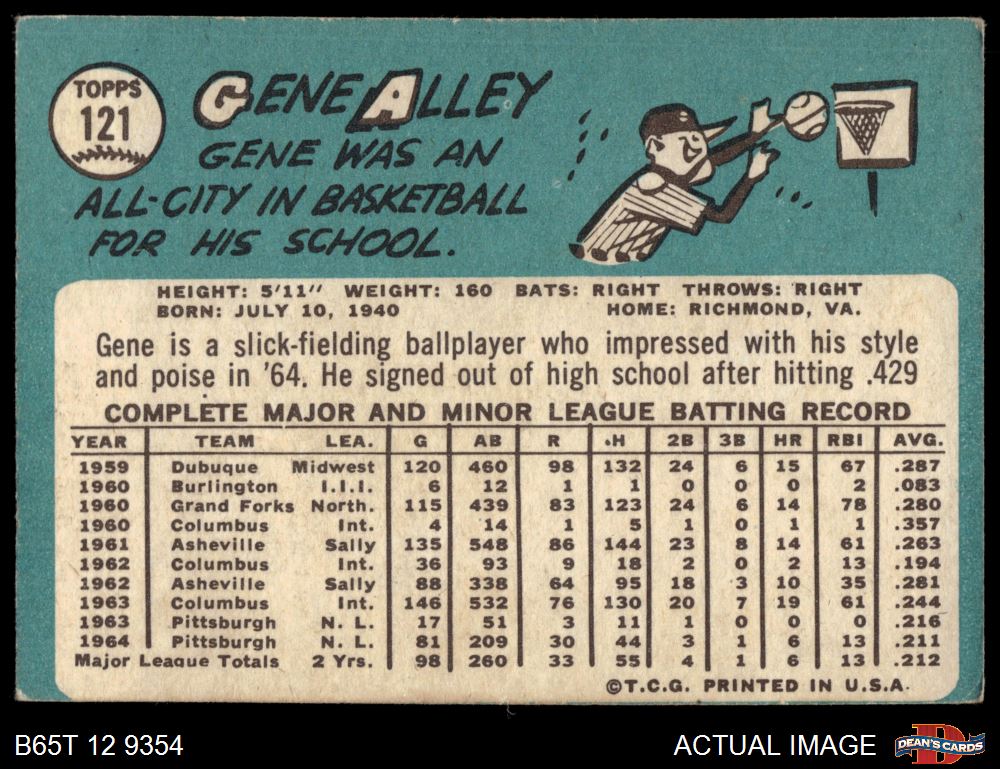 TOPPS
121
GENE ALLEY
GENE WAS AN
ALL-CITY IN BASKETBALL
FOR HIS SCHOOL.
HEIGHT: 5'11" WEIGHT: 160 BATS: RIGHT THROWS: RIGHT
BORN: JULY 10, 1940 HOME: RICHMOND, VA.
Gene is a slick-fielding ballplayer who impressed with his style
and poise in '64. He signed out of high school after hitting .429
COMPLETE MAJOR AND MINOR LEAGUE BATTING RECORD
YEAR TEAM LEA. G AB R H 2B 3B HR RBI AVG.
1959 Dubuque Midwest 120 460 98 132 24 6 15 67 .287
1960 Burlington I.I.I. 6 12 1 1 0 0 0 2 .083
1960 Grand Forks North. 115 439 83 123 24 6 14 78 .280
1960 Columbus Int. 4 14 1 5 1 0 1 1 .357
1961 Asheville Sally 135 548 86 144 23 8 14 61 .263
1962 Columbus Int. 36 93 9 18 2 0 2 13 .194
1962 Asheville Sally 88 338 64 95 18 3 10 35 .281
1963 Columbus Int. 146 532 76 130 20 7 19 61 .244
1963 Pittsburgh N. L. 17 51 3 11 1 0 0 0 .216
1964 Pittsburgh N. L. 81 209 30 44 3 1 6 13 .211
Major League Totals 2 Yrs. 98 260 33 55 4 1 6 13 .212
©T.C.G. PRINTED IN U.S.A.
B65T 12 9354 ACTUAL IMAGE
D
DEAN'S CARDS